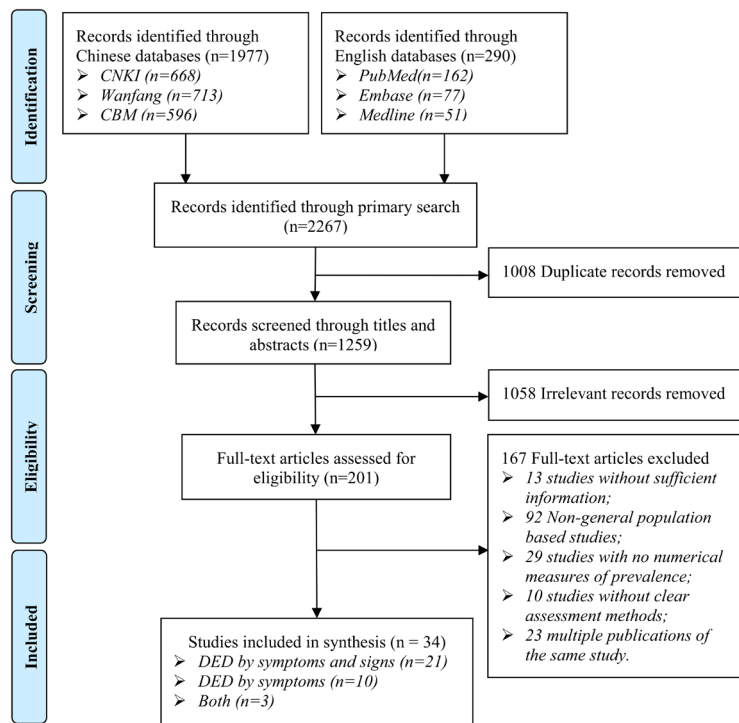 Identification
Records identified through
Chinese databases (n=1977)
➢ CNKI (n=668)
➢ Wanfang (n=713)
➢ CBM (n=596)
Records identified through
English databases (n=290)
➢ PubMed(n=162)
➢ Embase (n=77)
➢ Medline (n=51)
Screening
Records identified through primary search
(n=2267)
1008 Duplicate records removed
Records screened through titles and
abstracts (n=1259)
Eligibility
1058 Irrelevant records removed
Full-text articles assessed for
eligibility (n=201)
167 Full-text articles excluded
➢ 13 studies without sufficient
information;
➢ 92 Non-general population
based studies;
➢ 29 studies with no numerical
measures of prevalence;
➢ 10 studies without clear
assessment methods;
➢ 23 multiple publications of
the same study.
Included
Studies included in synthesis (n = 34)
➢ DED by symptoms and signs (n=21)
➢ DED by symptoms (n=10)
➢ Both (n=3)